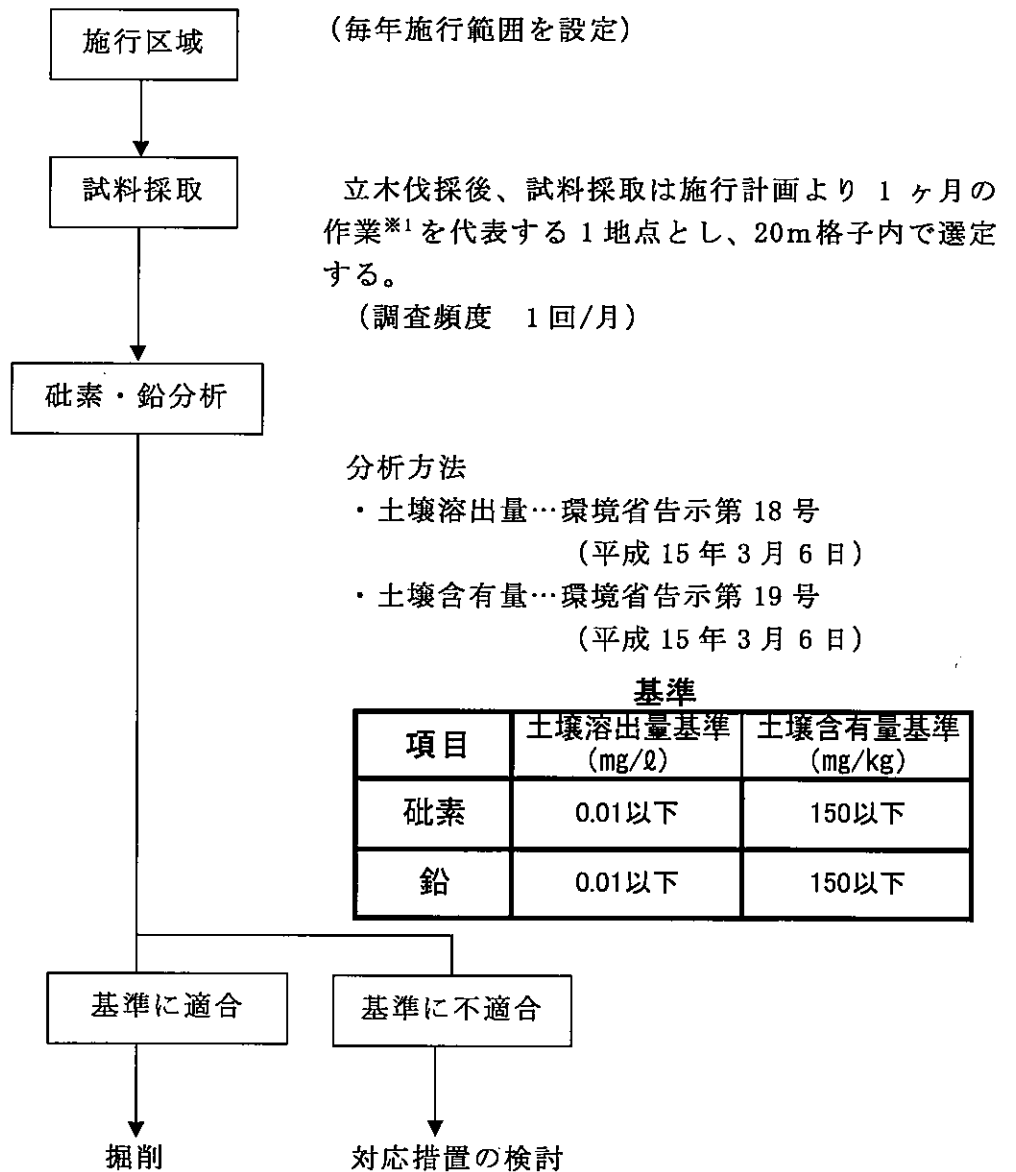 施行区域
(毎年施行範囲を設定)
試料採取
立木伐採後、試料採取は施行計画より 1 ヶ月の
作業※1を代表する 1 地点とし、20m格子内で選定
する。
(調査頻度 1回/月)
砒素・鉛分析
分析方法
・土壌溶出量…環境省告示第 18 号
(平成 15 年 3 月 6 日)
・土壌含有量…環境省告示第 19 号
(平成 15 年 3 月 6 日)
基準
項目 土壌溶出量基準 (mg/ℓ) 土壌含有量基準 (mg/kg)
砒素 0.01以下 150以下
鉛 0.01以下 150以下
基準に適合 基準に不適合
掘削 対応措置の検討